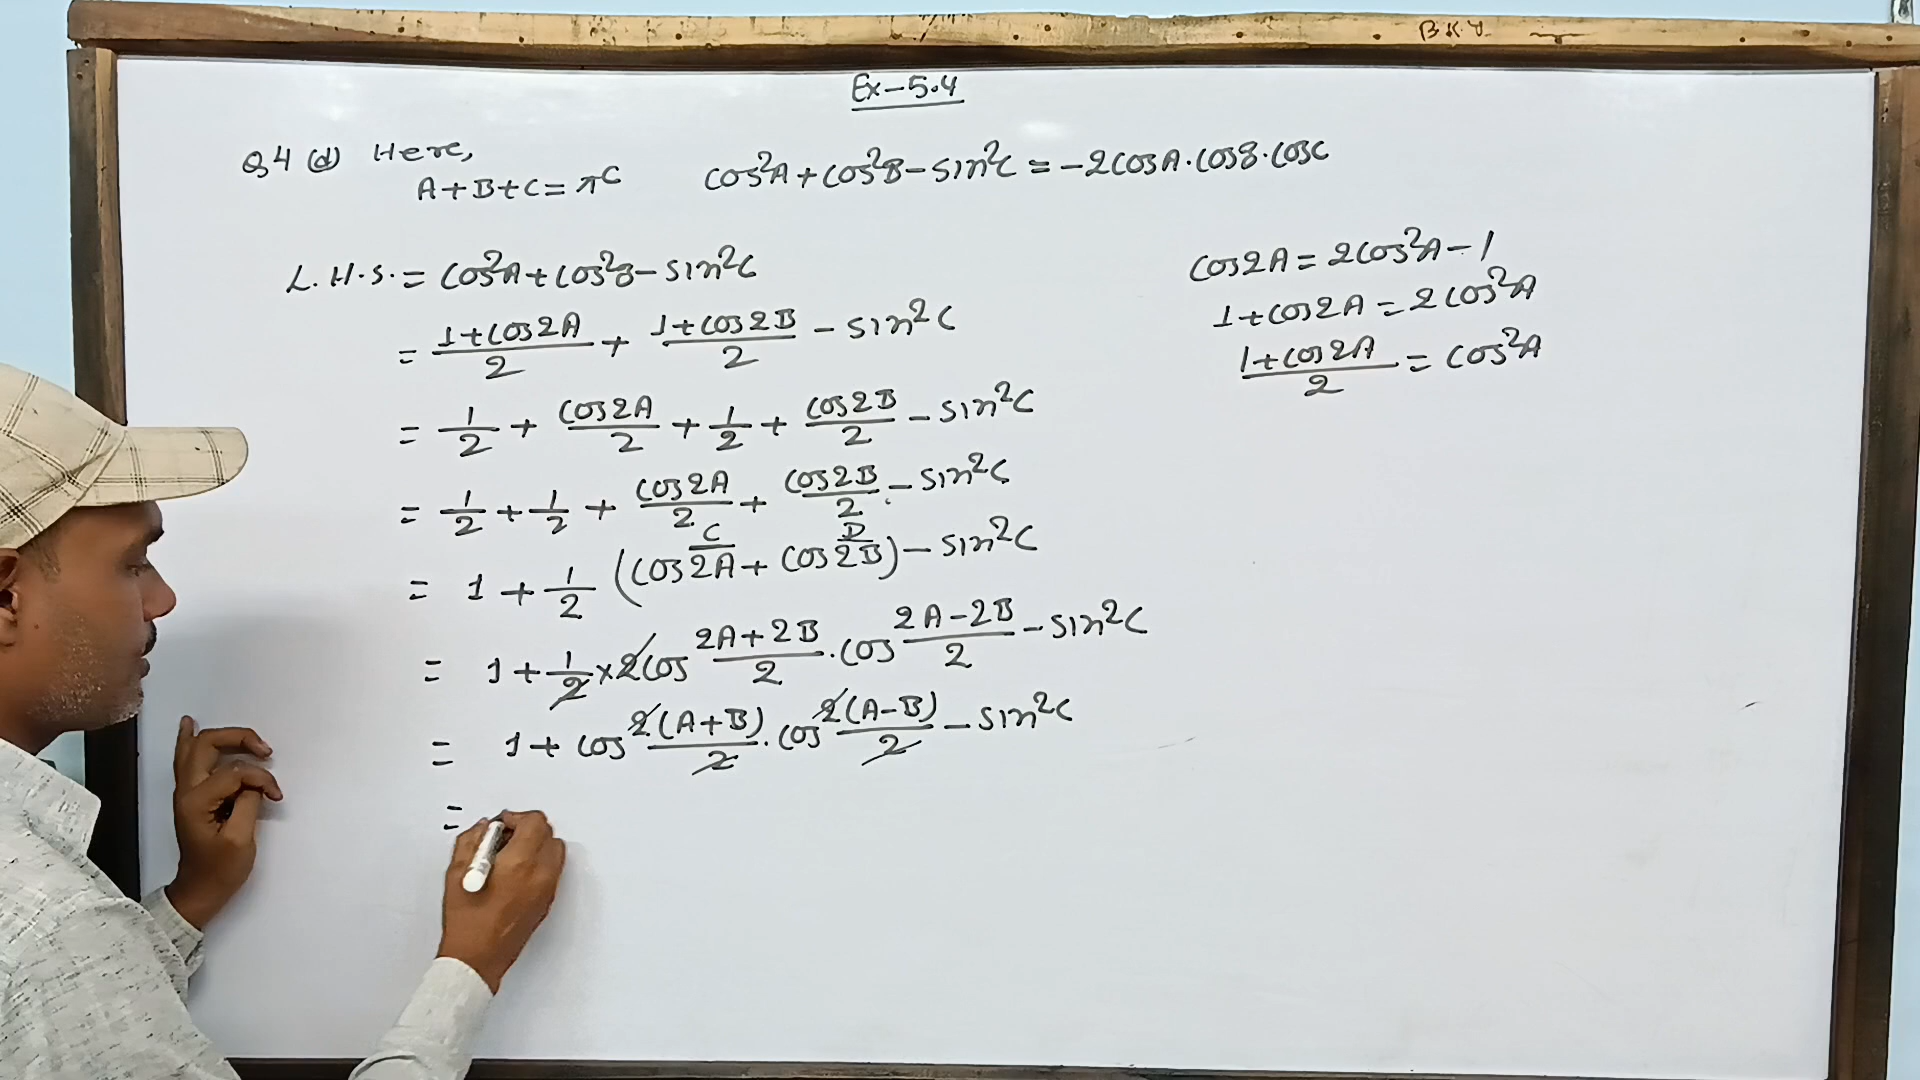 B.K.Y.
Ex-5.4
Q4 (d) Here,
A+B+C=π^c
cos²A+cos²B-sin²C=-2cosA.cosB.cosC
L.H.S.=cos²A+cos²B-sin²C
= (1+cos2A)/2 + (1+cos2B)/2 - sin²C
= 1/2 + cos2A/2 + 1/2 + cos2B/2 - sin²C
= 1/2 + 1/2 + cos2A/2 + cos2B/2 - sin²C
C D
= 1 + 1/2 (cos2A + cos2B) - sin²C
= 1 + 1/2 × 2cos (2A+2B)/2 . cos (2A-2B)/2 - sin²C
= 1 + cos 2(A+B)/2 . cos 2(A-B)/2 - sin²C
=
cos2A = 2cos²A-1
1+cos2A = 2cos²A
(1+cos2A)/2 = cos²A